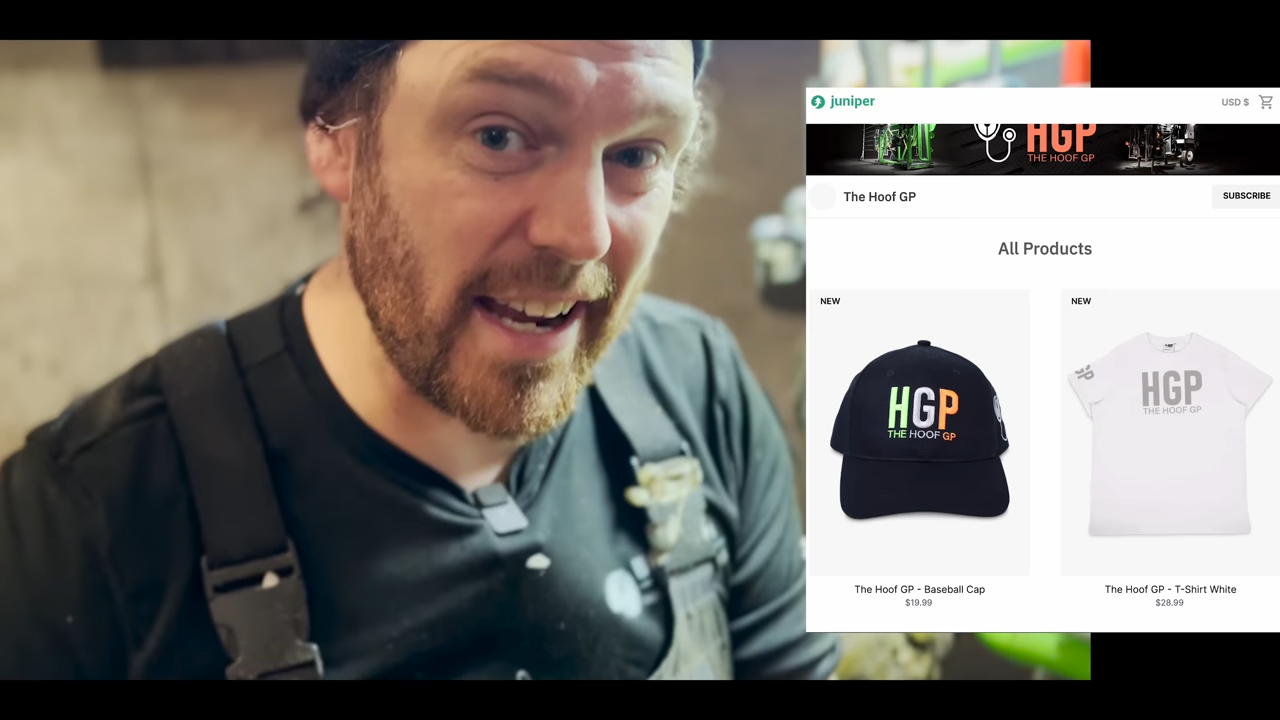 juniper
USD $
HGP
THE HOOF GP
The Hoof GP
SUBSCRIBE
All Products
NEW
NEW
HGP
THE HOOF GP
GP
HGP
THE HOOF GP
The Hoof GP - Baseball Cap
The Hoof GP - T-Shirt White
$19.99
$28.99